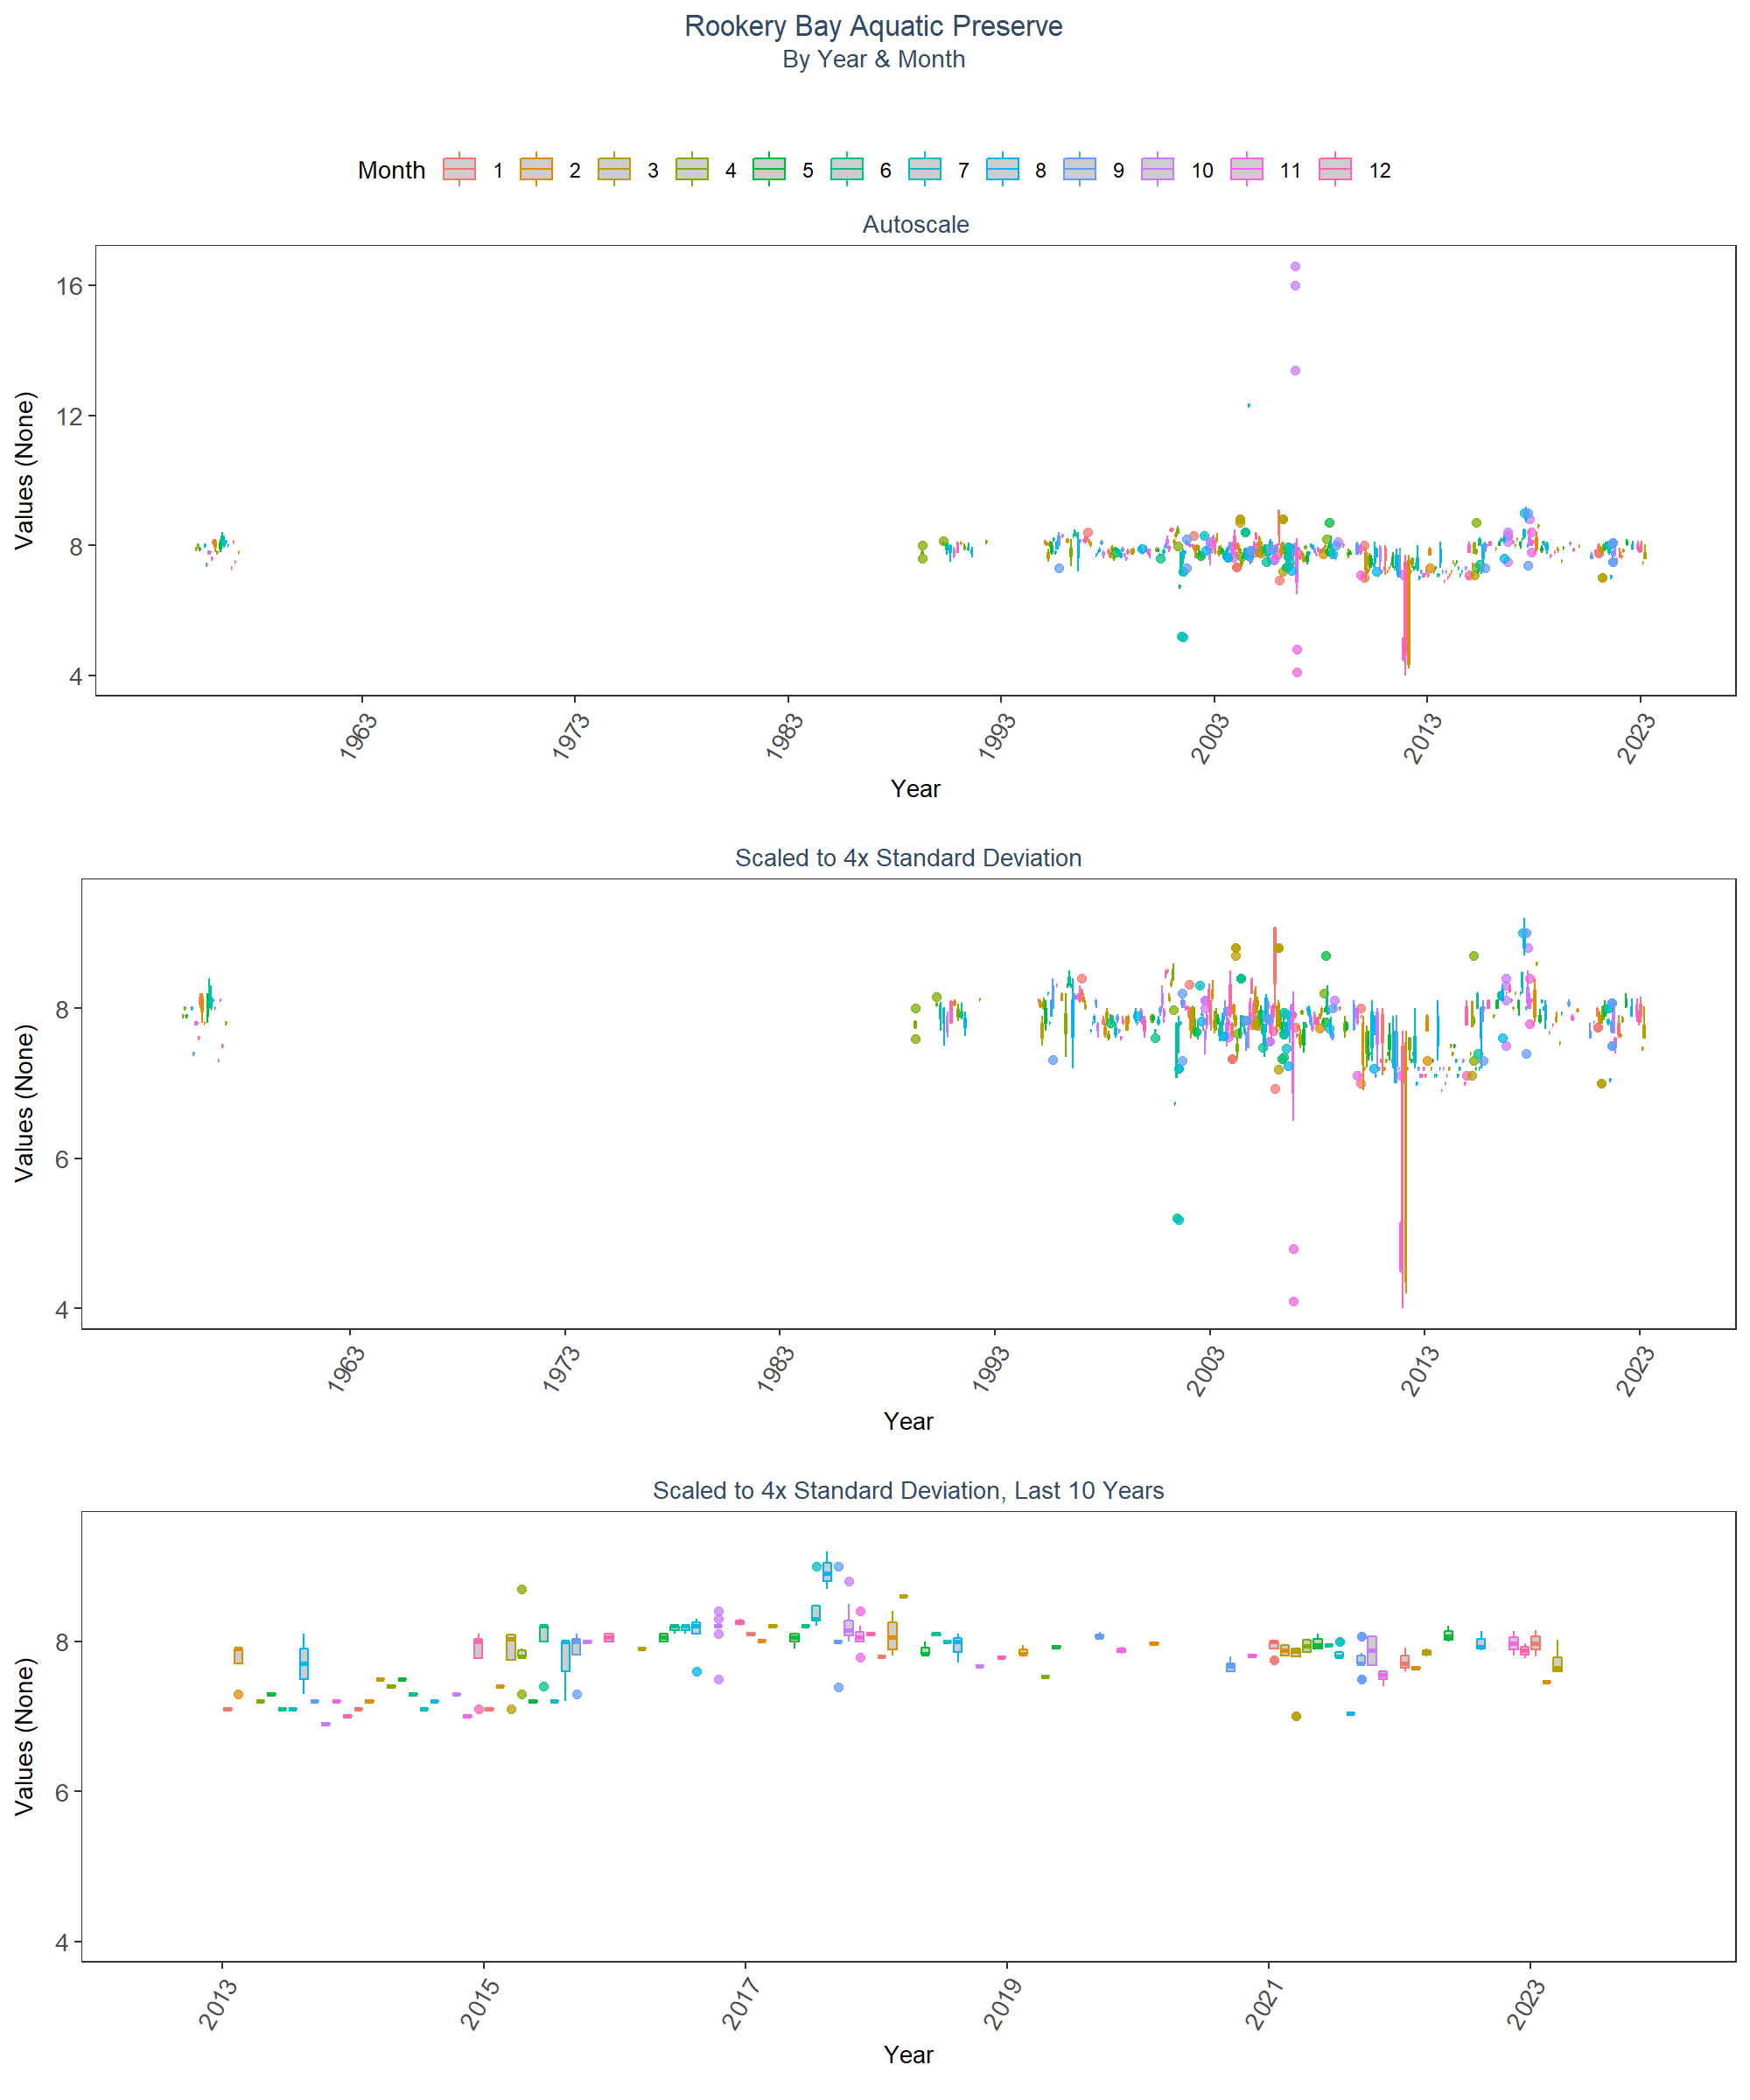 Rookery Bay Aquatic Preserve
By Year & Month
Month 1 2 3 4 5 6 7 8 9 10 11 12
Autoscale
Values (None)
16
12
8
4
1963 1973 1983 1993 2003 2013 2023
Year
Scaled to 4x Standard Deviation
Values (None)
8
6
4
1963 1973 1983 1993 2003 2013 2023
Year
Scaled to 4x Standard Deviation, Last 10 Years
Values (None)
8
6
4
2013 2015 2017 2019 2021 2023
Year